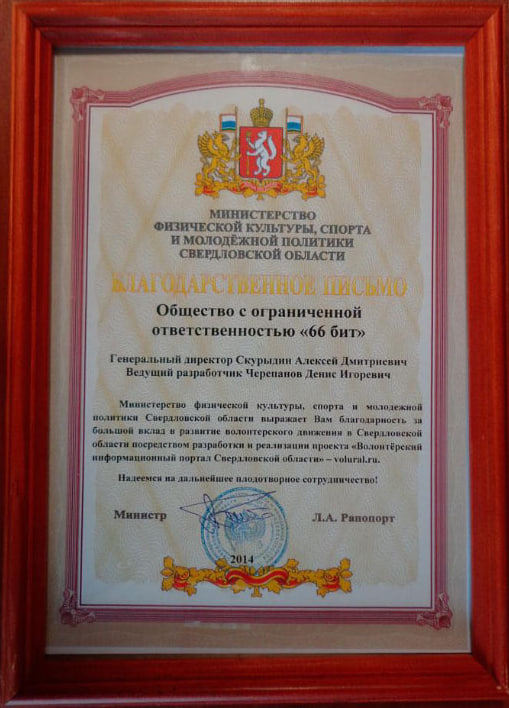 МИНИСТЕРСТВО
ФИЗИЧЕСКОЙ КУЛЬТУРЫ, СПОРТА
И МОЛОДЁЖНОЙ ПОЛИТИКИ
СВЕРДЛОВСКОЙ ОБЛАСТИ
БЛАГОДАРСТВЕННОЕ ПИСЬМО
Общество с ограниченной
ответственностью «66 бит»
Генеральный директор Скурыдин Алексей Дмитриевич
Ведущий разработчик Черепанов Денис Игоревич
Министерство физической культуры, спорта и молодежной
политики Свердловской области выражает Вам благодарность за
большой вклад в развитие волонтерского движения в Свердловской
области посредством разработки и реализации проекта «Волонтёрский
информационный портал Свердловской области» – volural.ru.
Надеемся на дальнейшее плодотворное сотрудничество!
Министр
Л.А. Рапопорт
2014